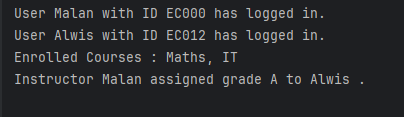 User Malan with ID EC000 has logged in.
User Alwis with ID EC012 has logged in.
Enrolled Courses : Maths, IT
Instructor Malan assigned grade A to Alwis .